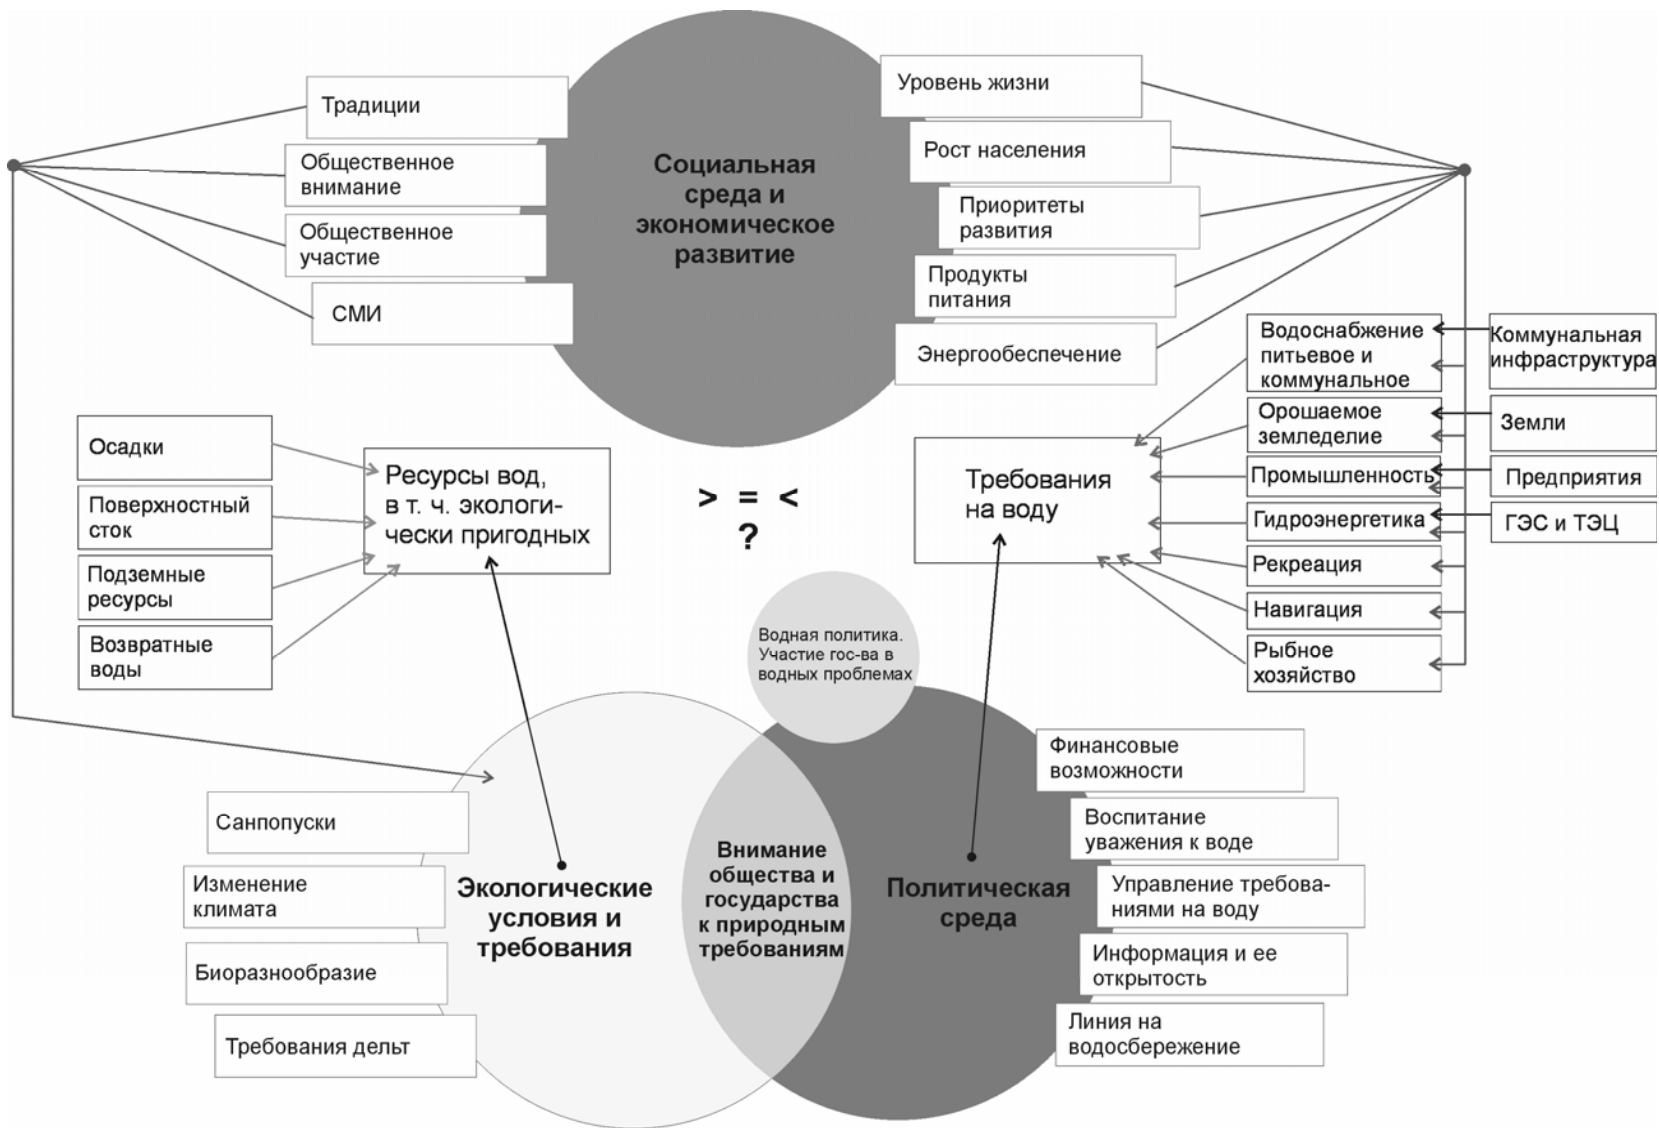 Традиции
Общественное
внимание
Общественное
участие
СМИ
Социальная
среда и
экономическое
развитие
Уровень жизни
Рост населения
Приоритеты
развития
Продукты
питания
Энергообеспечение
Водоснабжение
питьевое и
коммунальное
Орошаемое
земледелие
Промышленность
Гидроэнергетика
Рекреация
Навигация
Рыбное
хозяйство
Коммунальная
инфраструктура
Земли
Предприятия
ГЭС и ТЭЦ
Осадки
Поверхностный
сток
Подземные
ресурсы
Возвратные
воды
Ресурсы вод,
в т. ч. экологи-
чески пригодных
> = <
?
Требования
на воду
Водная политика.
Участие гос-ва в
водных проблемах
Санпопуски
Изменение
климата
Биоразнообразие
Требования дельт
Экологические
условия и
требования
Внимание
общества и
государства
к природным
требованиям
Политическая
среда
Финансовые
возможности
Воспитание
уважения к воде
Управление требова-
ниями на воду
Информация и ее
открытость
Линия на
водосбережение